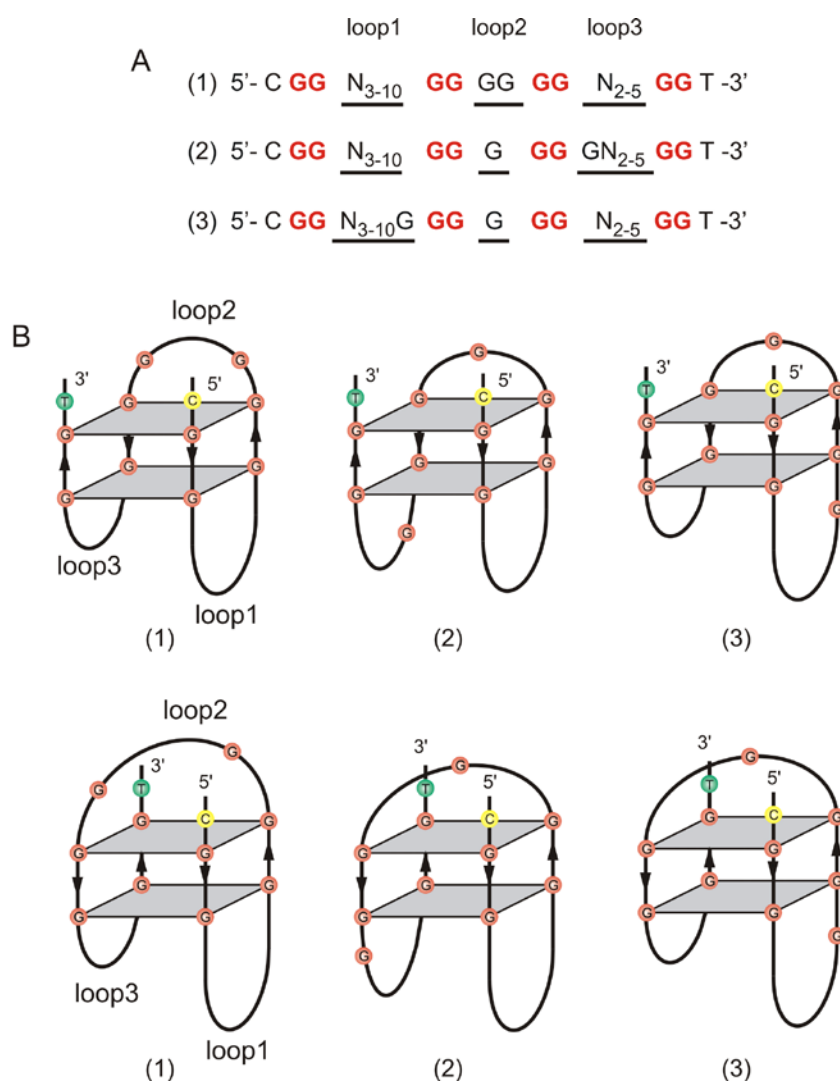 loop1 loop2 loop3
A
(1) 5'- C GG N3-10 GG GG GG N2-5 GG T -3'
(2) 5'- C GG N3-10 GG G GG GN2-5 GG T -3'
(3) 5'- C GG N3-10G GG G GG N2-5 GG T -3'
B
loop2
G G
3' 5'
T G C G
G G
G G
G G
loop3
loop1
(1)
G
3' 5'
T G C G
G G
G G
G G
G
(2)
G
3' 5'
T G C G
G G
G G
G G
G
(3)
loop2
G G
3' 5'
T
G C G
G G
G G
G G
loop3
loop1
(1)
G
3' 5'
T
G C G
G G
G G
G G
G
(2)
G
3' 5'
T
G C G
G G
G G
G G
G
(3)